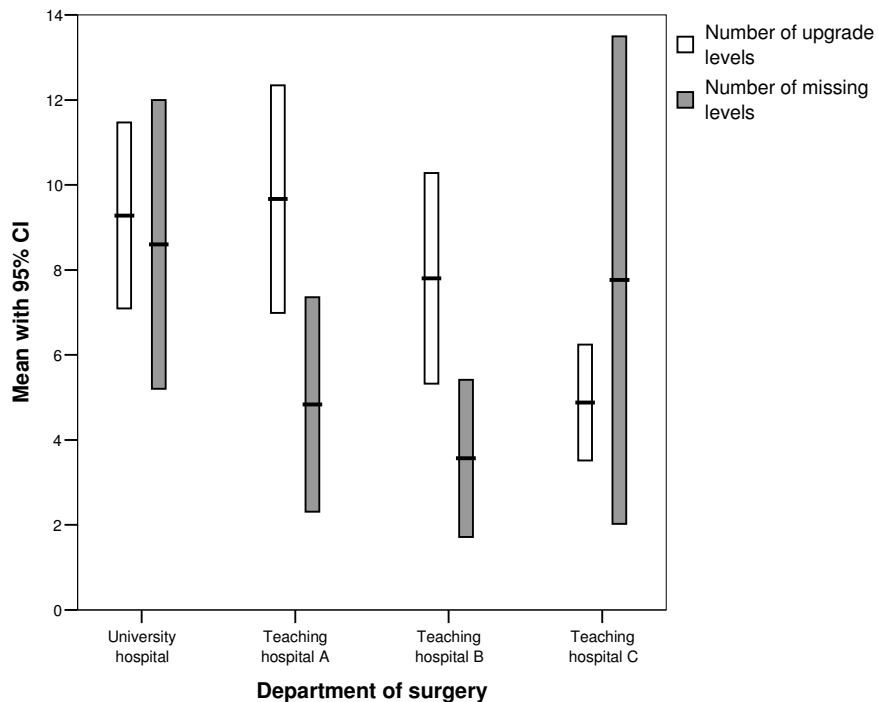 14
12
10
8
6
4
2
0
Mean with 95% CI
University
hospital
Teaching
hospital A
Teaching
hospital B
Teaching
hospital C
Department of surgery
Number of upgrade
levels
Number of missing
levels